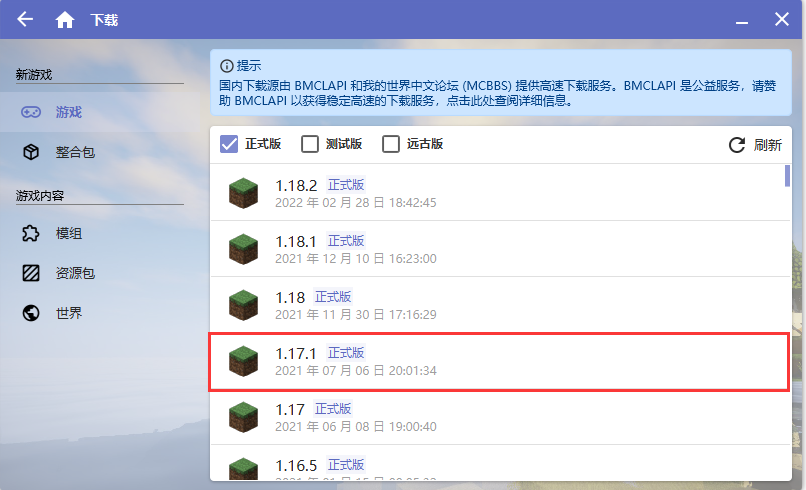 下载
新游戏
游戏
整合包
游戏内容
模组
资源包
世界
提示
国内下载源由 BMCLAPI 和我的世界中文论坛 (MCBBS) 提供高速下载服务。BMCLAPI 是公益服务，请赞
助 BMCLAPI 以获得稳定高速的下载服务，点击此处查阅详细信息。
正式版 测试版 远古版 刷新
1.18.2 正式版
2022 年 02 月 28 日 18:42:45
1.18.1 正式版
2021 年 12 月 10 日 16:23:00
1.18 正式版
2021 年 11 月 30 日 17:16:29
1.17.1 正式版
2021 年 07 月 06 日 20:01:34
1.17 正式版
2021 年 06 月 08 日 19:00:40
1.16.5 正式版